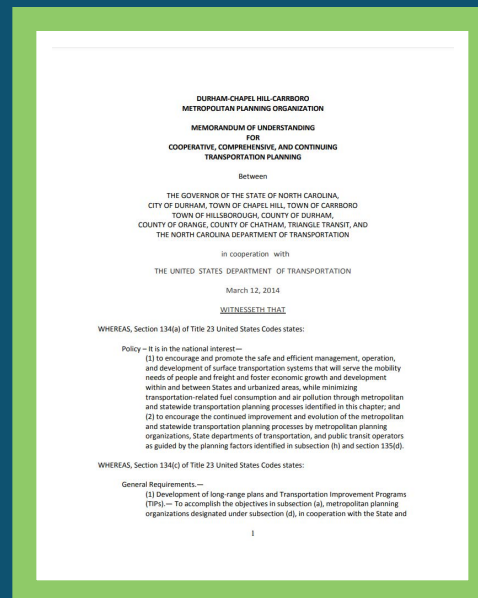 DURHAM-CHAPEL HILL-CARRBORO
METROPOLITAN PLANNING ORGANIZATION
MEMORANDUM OF UNDERSTANDING
FOR
COOPERATIVE, COMPREHENSIVE, AND CONTINUING
TRANSPORTATION PLANNING
Between
THE GOVERNOR OF THE STATE OF NORTH CAROLINA,
CITY OF DURHAM, TOWN OF CHAPEL HILL, TOWN OF CARRBORO
TOWN OF HILLSBOROUGH, COUNTY OF DURHAM,
COUNTY OF ORANGE, COUNTY OF CHATHAM, TRIANGLE TRANSIT, AND
THE NORTH CAROLINA DEPARTMENT OF TRANSPORTATION
in cooperation with
THE UNITED STATES DEPARTMENT OF TRANSPORTATION
March 12, 2014
WITNESSETH THAT
WHEREAS, Section 134(a) of Title 23 United States Codes states:
Policy – It is in the national interest—
(1) to encourage and promote the safe and efficient management, operation,
and development of surface transportation systems that will serve the mobility
needs of people and freight and foster economic growth and development
within and between States and urbanized areas, while minimizing
transportation-related fuel consumption and air pollution through metropolitan
and statewide transportation planning processes identified in this chapter; and
(2) to encourage the continued improvement and evolution of the metropolitan
and statewide transportation planning processes by metropolitan planning
organizations, State departments of transportation, and public transit operators
as guided by the planning factors identified in subsection (h) and section 135(d).
WHEREAS, Section 134(c) of Title 23 United States Codes states:
General Requirements.—
(1) Development of long-range plans and Transportation Improvement Programs
(TIPs).— To accomplish the objectives in subsection (a), metropolitan planning
organizations designated under subsection (d), in cooperation with the State and
1